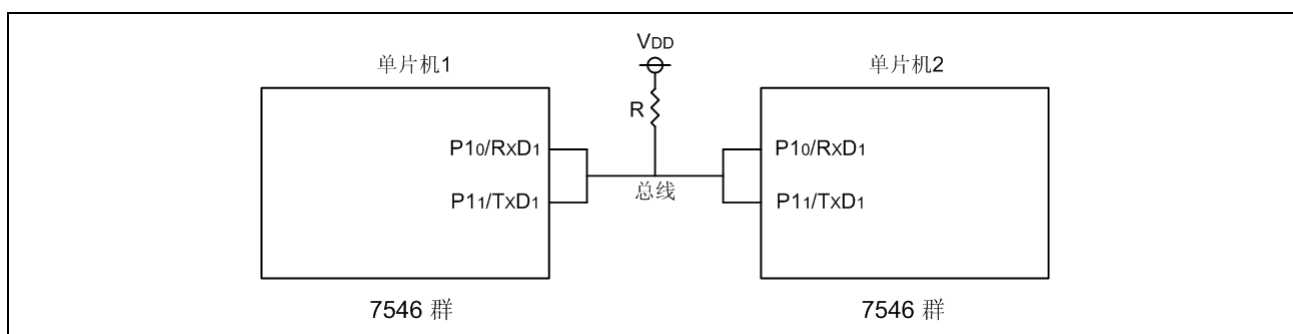 VDD
单片机1
单片机2
R
P10/RxD1
P10/RxD1
总线
P11/TxD1
P11/TxD1
7546 群
7546 群